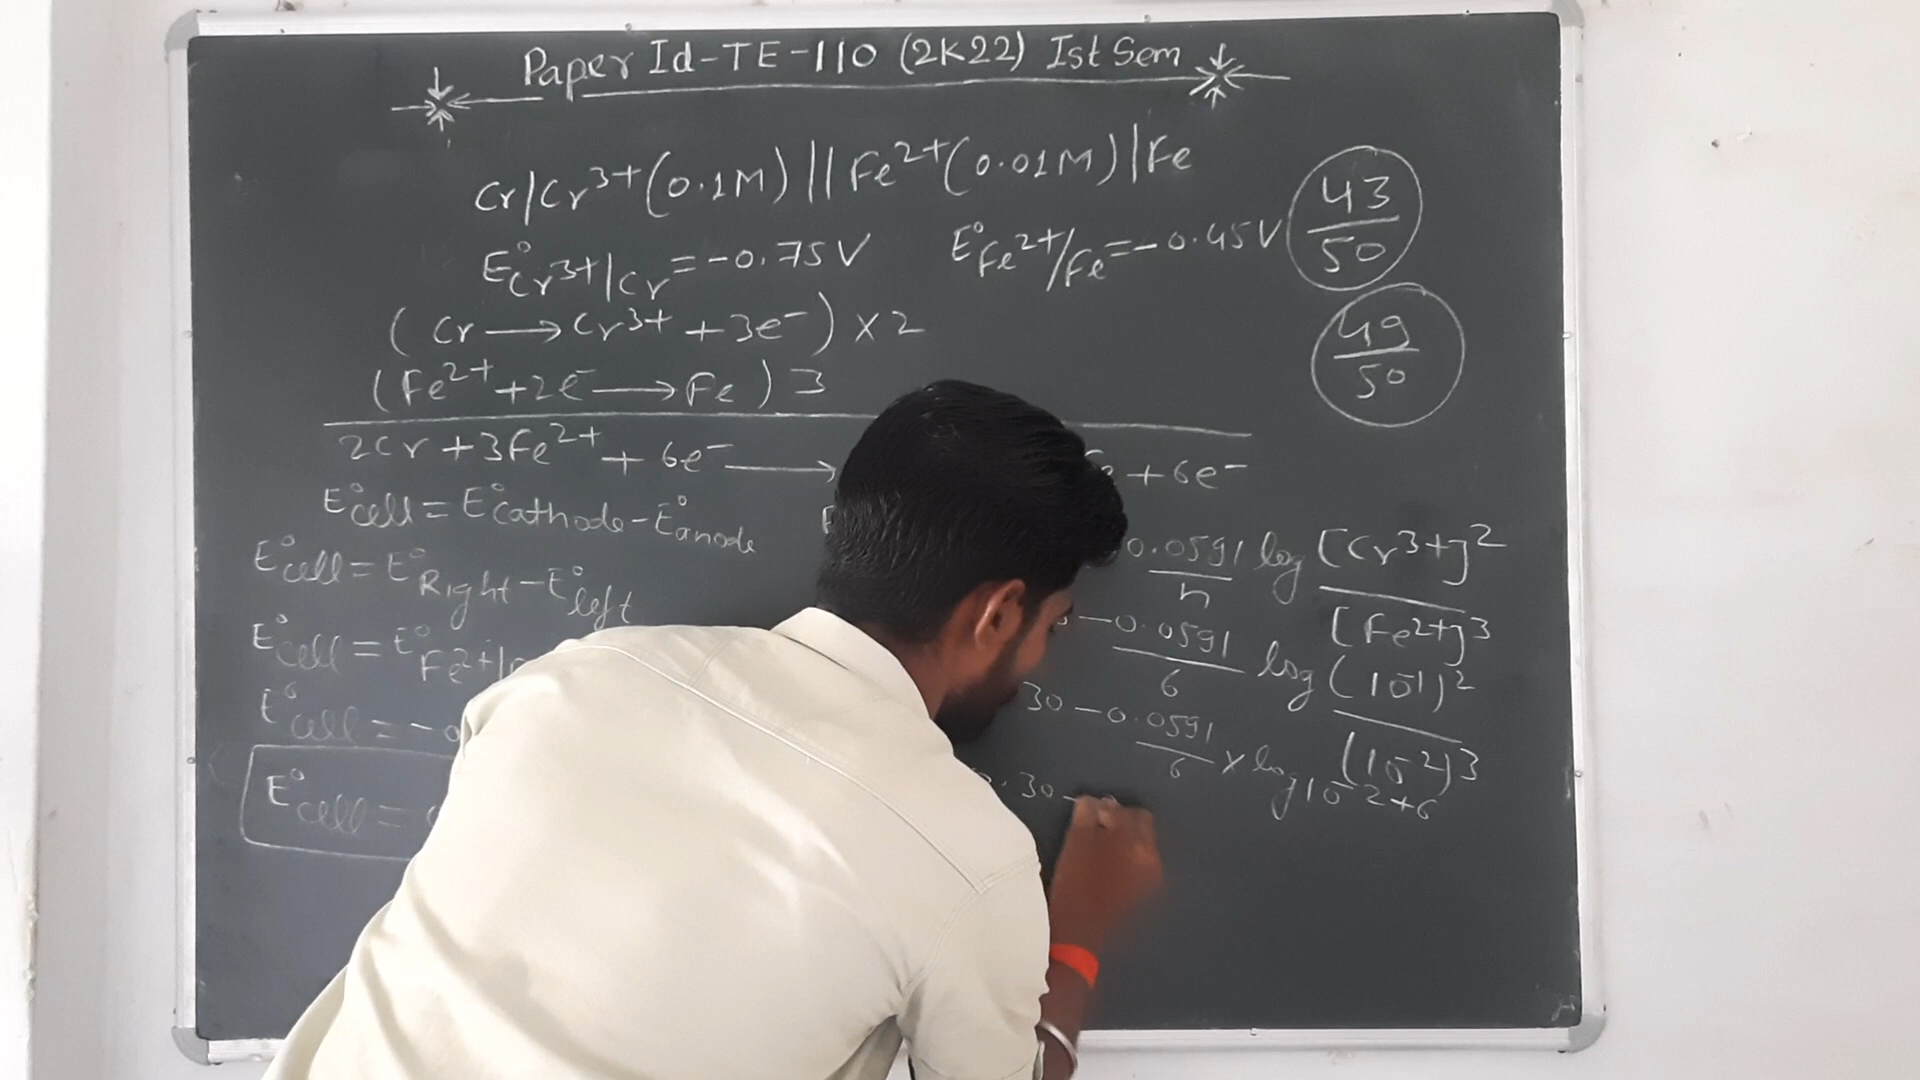 Paper Id-TE-110 (2K22) Ist Sem
Cr/Cr³⁺(0.1M)||Fe²⁺(0.01M)|Fe
43
50
E°Cr³⁺/Cr = -0.75V
E°Fe²⁺/Fe = -0.45V
49
50
(Cr → Cr³⁺ + 3e⁻) × 2
(Fe²⁺ + 2e⁻ → Fe) 3
2Cr + 3Fe²⁺ + 6e⁻ →
+ 6e⁻
E°cell = E°cathode - E°anode
E°cell = E°Right - E°left
E°cell = E°Fe²⁺/
E°cell = -0
E°cell =
0.0591/n log [Cr³⁺]²/[Fe²⁺]³
- 0.0591/6 log (10⁻¹)²/(10⁻²)³
30 - 0.0591/6 × log 10⁻²⁺⁶
.30 -